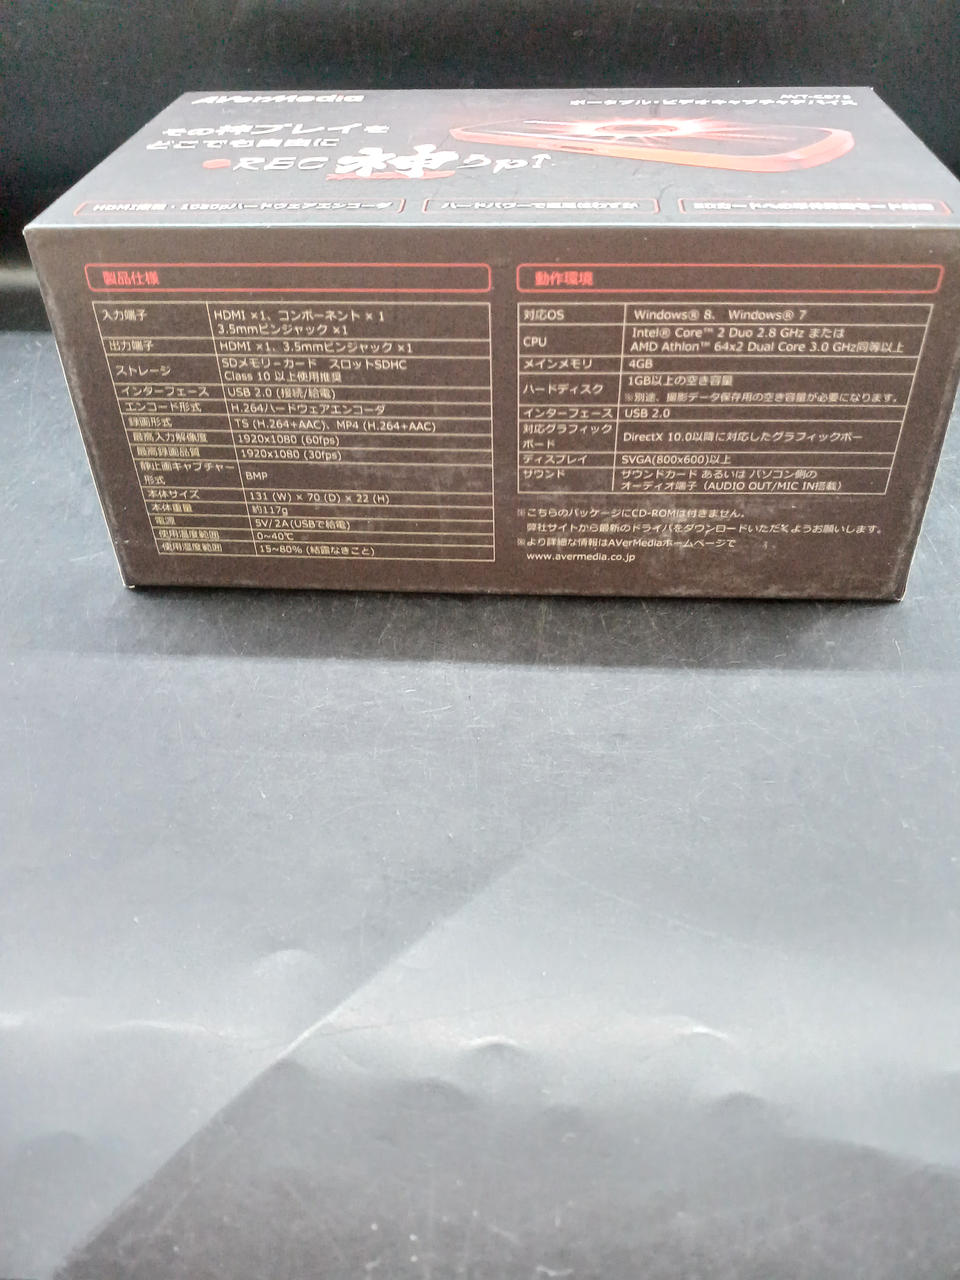 AVerMedia
AVT-C875
ポータブル・ビデオキャプチャデバイス
その神プレイを
どこでも自由に
REC 神うp↑
HDMI搭載・1080pハードウェアエンコーダ
製品仕様
入力端子 HDMI ×1、コンポーネント × 1
3.5mmピンジャック ×1
出力端子 HDMI ×1、3.5mmピンジャック ×1
ストレージ SDメモリーカード スロットSDHC
Class 10 以上使用推奨
インターフェース USB 2.0 (接続/給電)
エンコード形式 H.264ハードウェアエンコーダ
録画形式 TS (H.264+AAC)、MP4 (H.264+AAC)
最高入力解像度 1920x1080 (60fps)
最高録画品質 1920x1080 (30fps)
静止画キャプチャー
形式 BMP
本体サイズ 131 (W) × 70 (D) × 22 (H)
本体重量 約117g
電源 5V/2A(USBで給電)
使用温度範囲 0~40℃
使用湿度範囲 15~80% (結露なきこと)
動作環境
対応OS Windows® 8、 Windows® 7
CPU Intel® Core™ 2 Duo 2.8 GHz または
AMD Athlon™ 64x2 Dual Core 3.0 GHz同等以上
メインメモリ 4GB
ハードディスク 1GB以上の空き容量
※別途、撮影データ保存用の空き容量が必要になります。
インターフェース USB 2.0
対応グラフィック
ボード DirectX 10.0以降に対応したグラフィックボー
ディスプレイ SVGA(800x600)以上
サウンド サウンドカード あるいは パソコン側の
オーディオ端子（AUDIO OUT/MIC IN搭載）
※こちらのパッケージにCD-ROMは付きません。
弊社サイトから最新のドライバをダウンロードいただくようお願いします。
※より詳細な情報はAVerMediaホームページで
www.avermedia.co.jp